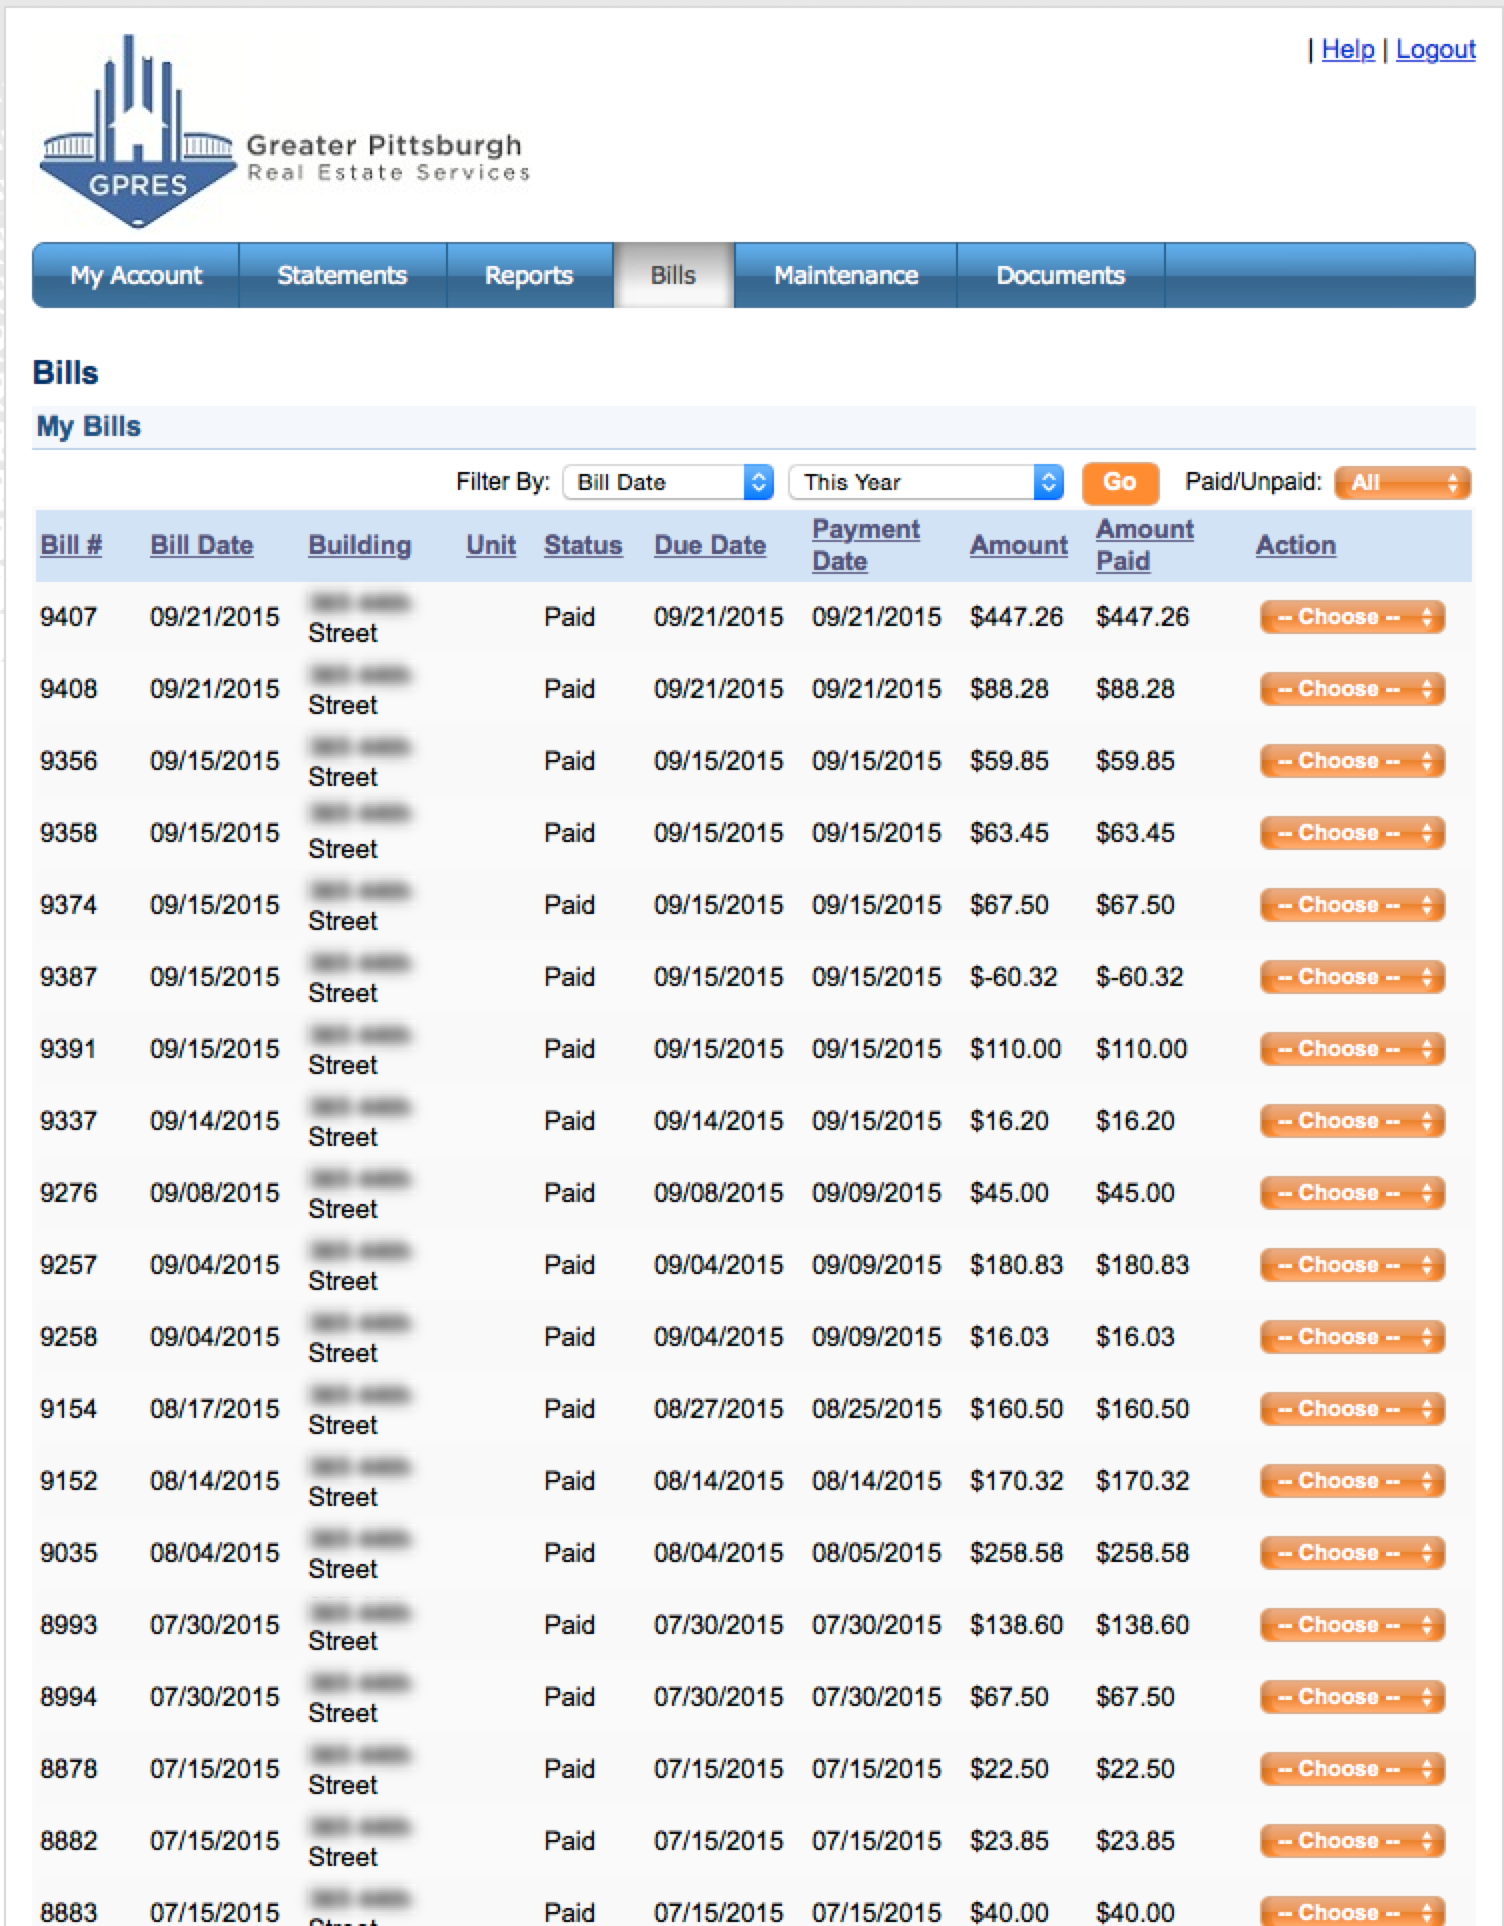 | Help | Logout
GPRES
Greater Pittsburgh
Real Estate Services
My Account Statements Reports Bills Maintenance Documents
Bills
My Bills
Filter By: Bill Date This Year Go Paid/Unpaid: All
Bill # Bill Date Building Unit Status Due Date Payment Date Amount Amount Paid Action
9407 09/21/2015 Street Paid 09/21/2015 09/21/2015 $447.26 $447.26 -- Choose --
9408 09/21/2015 Street Paid 09/21/2015 09/21/2015 $88.28 $88.28 -- Choose --
9356 09/15/2015 Street Paid 09/15/2015 09/15/2015 $59.85 $59.85 -- Choose --
9358 09/15/2015 Street Paid 09/15/2015 09/15/2015 $63.45 $63.45 -- Choose --
9374 09/15/2015 Street Paid 09/15/2015 09/15/2015 $67.50 $67.50 -- Choose --
9387 09/15/2015 Street Paid 09/15/2015 09/15/2015 $-60.32 $-60.32 -- Choose --
9391 09/15/2015 Street Paid 09/15/2015 09/15/2015 $110.00 $110.00 -- Choose --
9337 09/14/2015 Street Paid 09/14/2015 09/15/2015 $16.20 $16.20 -- Choose --
9276 09/08/2015 Street Paid 09/08/2015 09/09/2015 $45.00 $45.00 -- Choose --
9257 09/04/2015 Street Paid 09/04/2015 09/09/2015 $180.83 $180.83 -- Choose --
9258 09/04/2015 Street Paid 09/04/2015 09/09/2015 $16.03 $16.03 -- Choose --
9154 08/17/2015 Street Paid 08/27/2015 08/25/2015 $160.50 $160.50 -- Choose --
9152 08/14/2015 Street Paid 08/14/2015 08/14/2015 $170.32 $170.32 -- Choose --
9035 08/04/2015 Street Paid 08/04/2015 08/05/2015 $258.58 $258.58 -- Choose --
8993 07/30/2015 Street Paid 07/30/2015 07/30/2015 $138.60 $138.60 -- Choose --
8994 07/30/2015 Street Paid 07/30/2015 07/30/2015 $67.50 $67.50 -- Choose --
8878 07/15/2015 Street Paid 07/15/2015 07/15/2015 $22.50 $22.50 -- Choose --
8882 07/15/2015 Street Paid 07/15/2015 07/15/2015 $23.85 $23.85 -- Choose --
8883 07/15/2015 Paid 07/15/2015 07/15/2015 $40.00 $40.00 -- Choose --